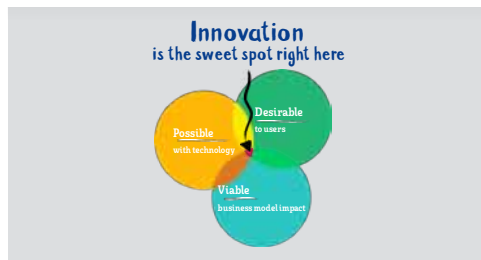 Innovation
is the sweet spot right here
Desirable
to users
Possible
with technology
Viable
business model impact